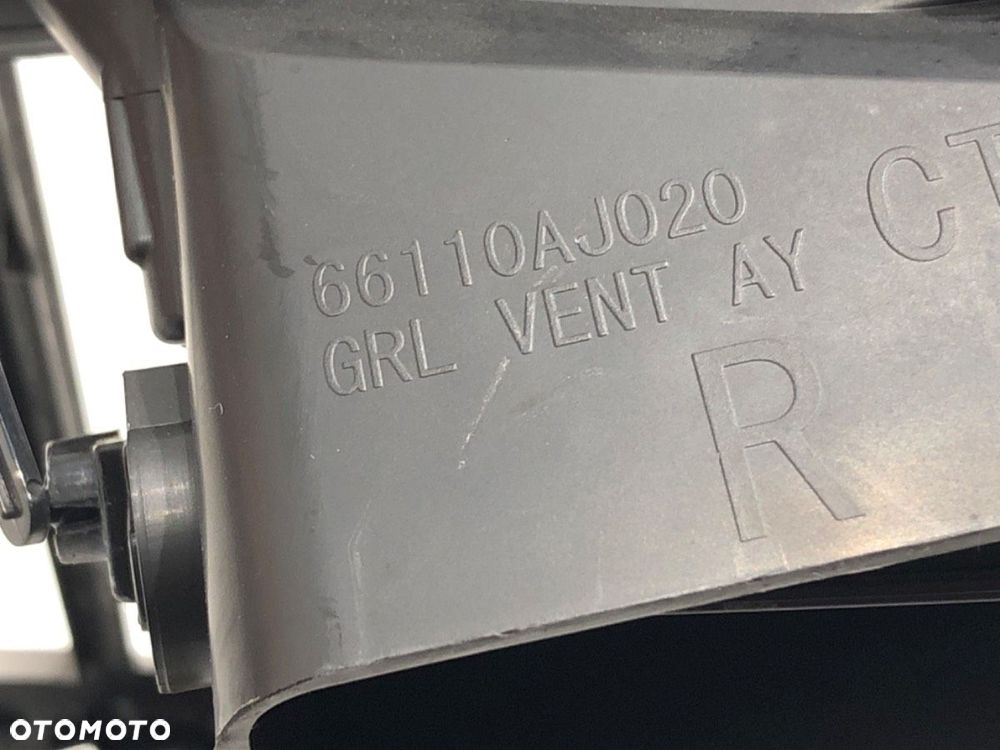 66110AJ020
GRL VENT AY
R
OTOMOTO